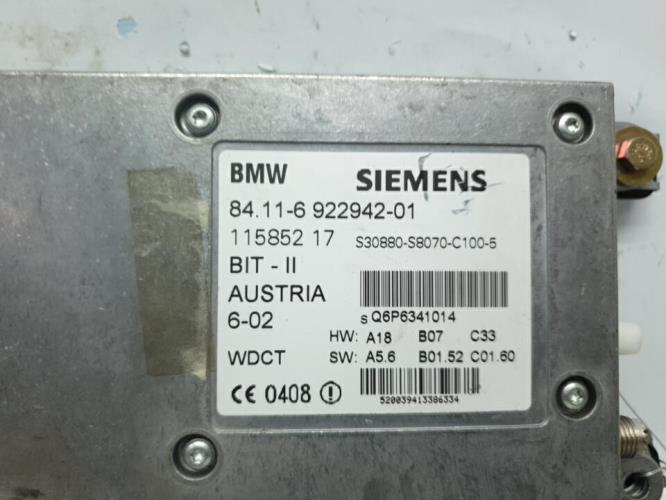 BMW SIEMENS
84.11-6 922942-01
115852 17 S30880-S8070-C100-5
BIT - II
AUSTRIA
6-02 s Q6P6341014
HW: A18 B07 C33
WDCT SW: A5.6 B01.52 C01.60
CE 0408
520039413386334